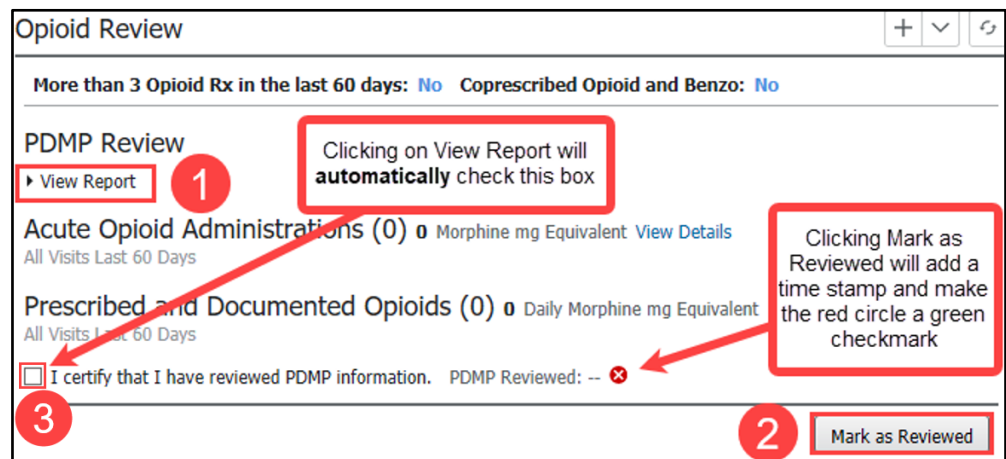 Opioid Review
More than 3 Opioid Rx in the last 60 days: No Coprescribed Opioid and Benzo: No
PDMP Review
View Report
1
Clicking on View Report will
automatically check this box
Acute Opioid Administrations (0) 0 Morphine mg Equivalent View Details
All Visits Last 60 Days
Clicking Mark as
Reviewed will add a
time stamp and make
the red circle a green
checkmark
Prescribed and Documented Opioids (0) 0 Daily Morphine mg Equivalent
All Visits Last 60 Days
I certify that I have reviewed PDMP information. PDMP Reviewed: --
3
2
Mark as Reviewed